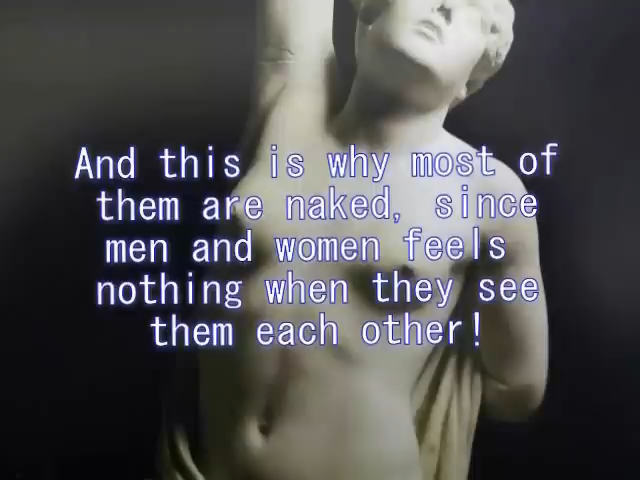 And this is why most of
them are naked, since
men and women feels
nothing when they see
them each other!